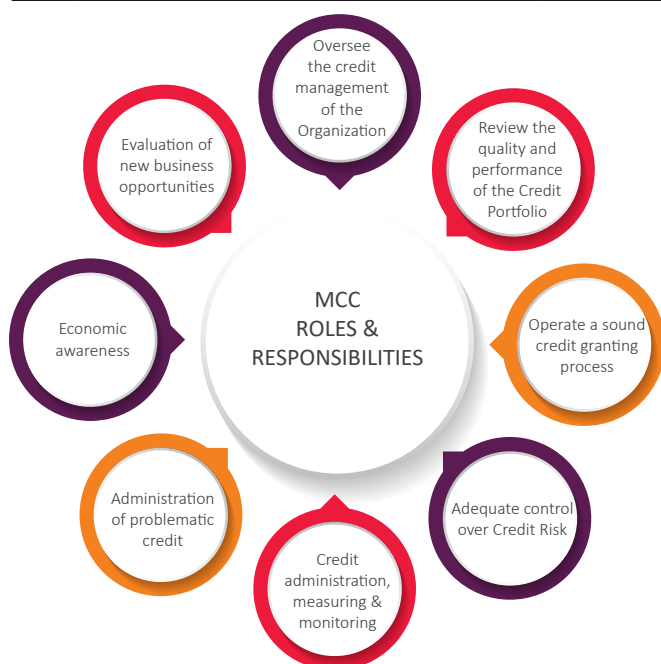 Oversee
the credit
management
of the
Organization
Review the
quality and
performance
of the Credit
Portfolio
Operate a sound
credit granting
process
Adequate control
over Credit Risk
Credit
administration,
measuring &
monitoring
Administration
of problematic
credit
Economic
awareness
Evaluation of
new business
opportunities
MCC
ROLES &
RESPONSIBILITIES